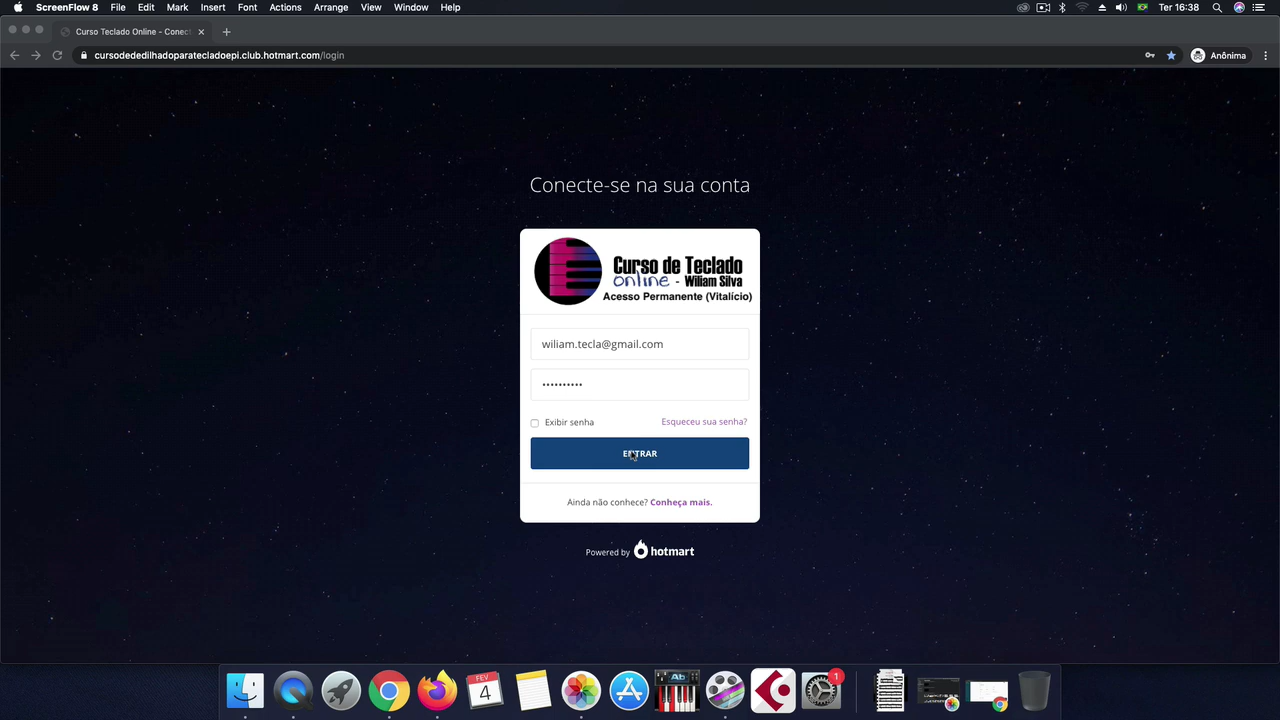 ScreenFlow 8 File Edit Mark Insert Font Actions Arrange View Window Help Ter 16:38
Curso Teclado Online - Conect
cursodededilhadoparatecladoepi.club.hotmart.com/login Anônima
Conecte-se na sua conta
Curso de Teclado
online - Wiliam Silva
Acesso Permanente (Vitalício)
wiliam.tecla@gmail.com
••••••••••
Exibir senha Esqueceu sua senha?
ENTRAR
Ainda não conhece? Conheça mais.
Powered by hotmart
FEV
4
Ab
1